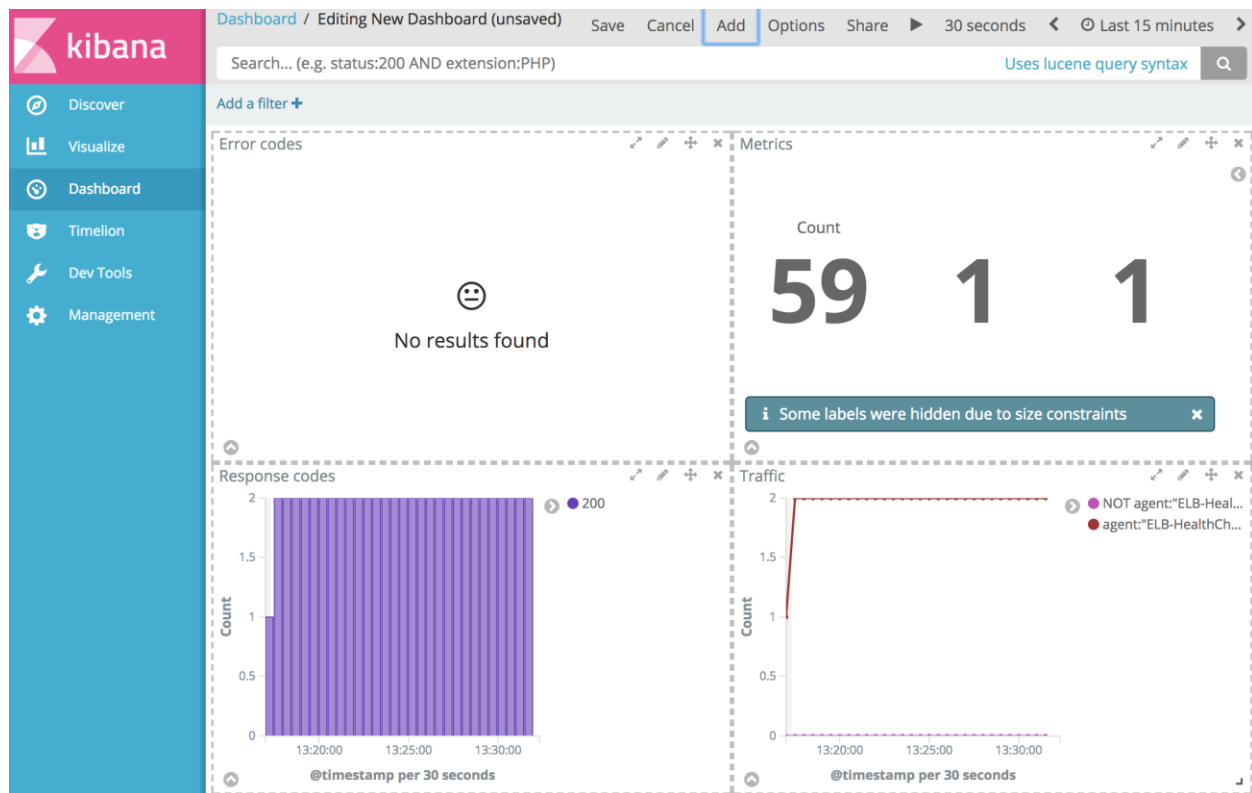 kibana
Discover
Visualize
Dashboard
Timelion
Dev Tools
Management
Dashboard / Editing New Dashboard (unsaved) Save Cancel Add Options Share 30 seconds Last 15 minutes
Search... (e.g. status:200 AND extension:PHP) Uses lucene query syntax
Add a filter +
Error codes
No results found
Metrics
Count
59 1 1
i Some labels were hidden due to size constraints
Response codes
200
2
1.5
1
0.5
0
Count
13:20:00 13:25:00 13:30:00
@timestamp per 30 seconds
Traffic
NOT agent:"ELB-Heal...
agent:"ELB-HealthCh...
2
1.5
1
0.5
0
Count
13:20:00 13:25:00 13:30:00
@timestamp per 30 seconds